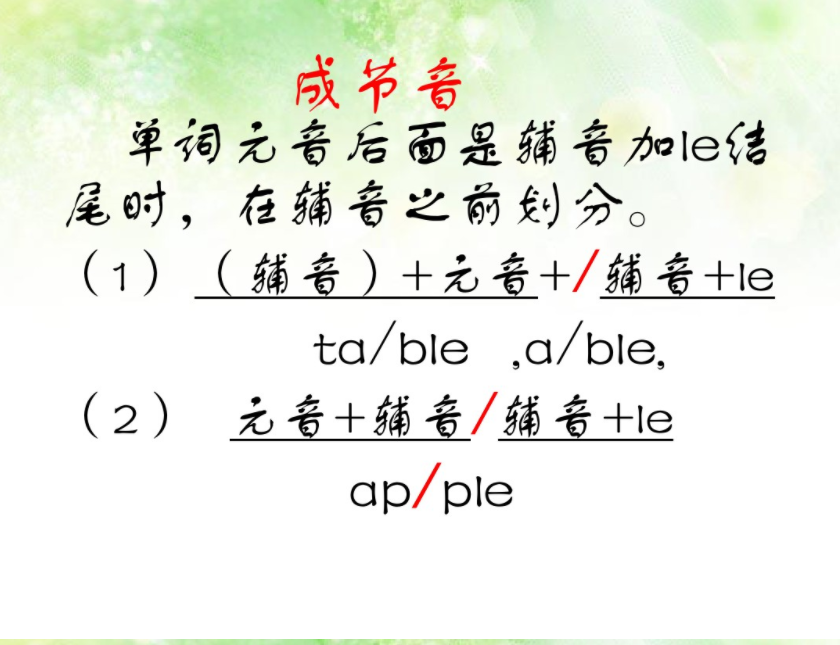 成节音
单词元音后面是辅音加le结
尾时，在辅音之前划分。
（1）（辅音）+元音+/辅音+le
ta/ble ,a/ble,
（2） 元音+辅音/辅音+le
ap/ple